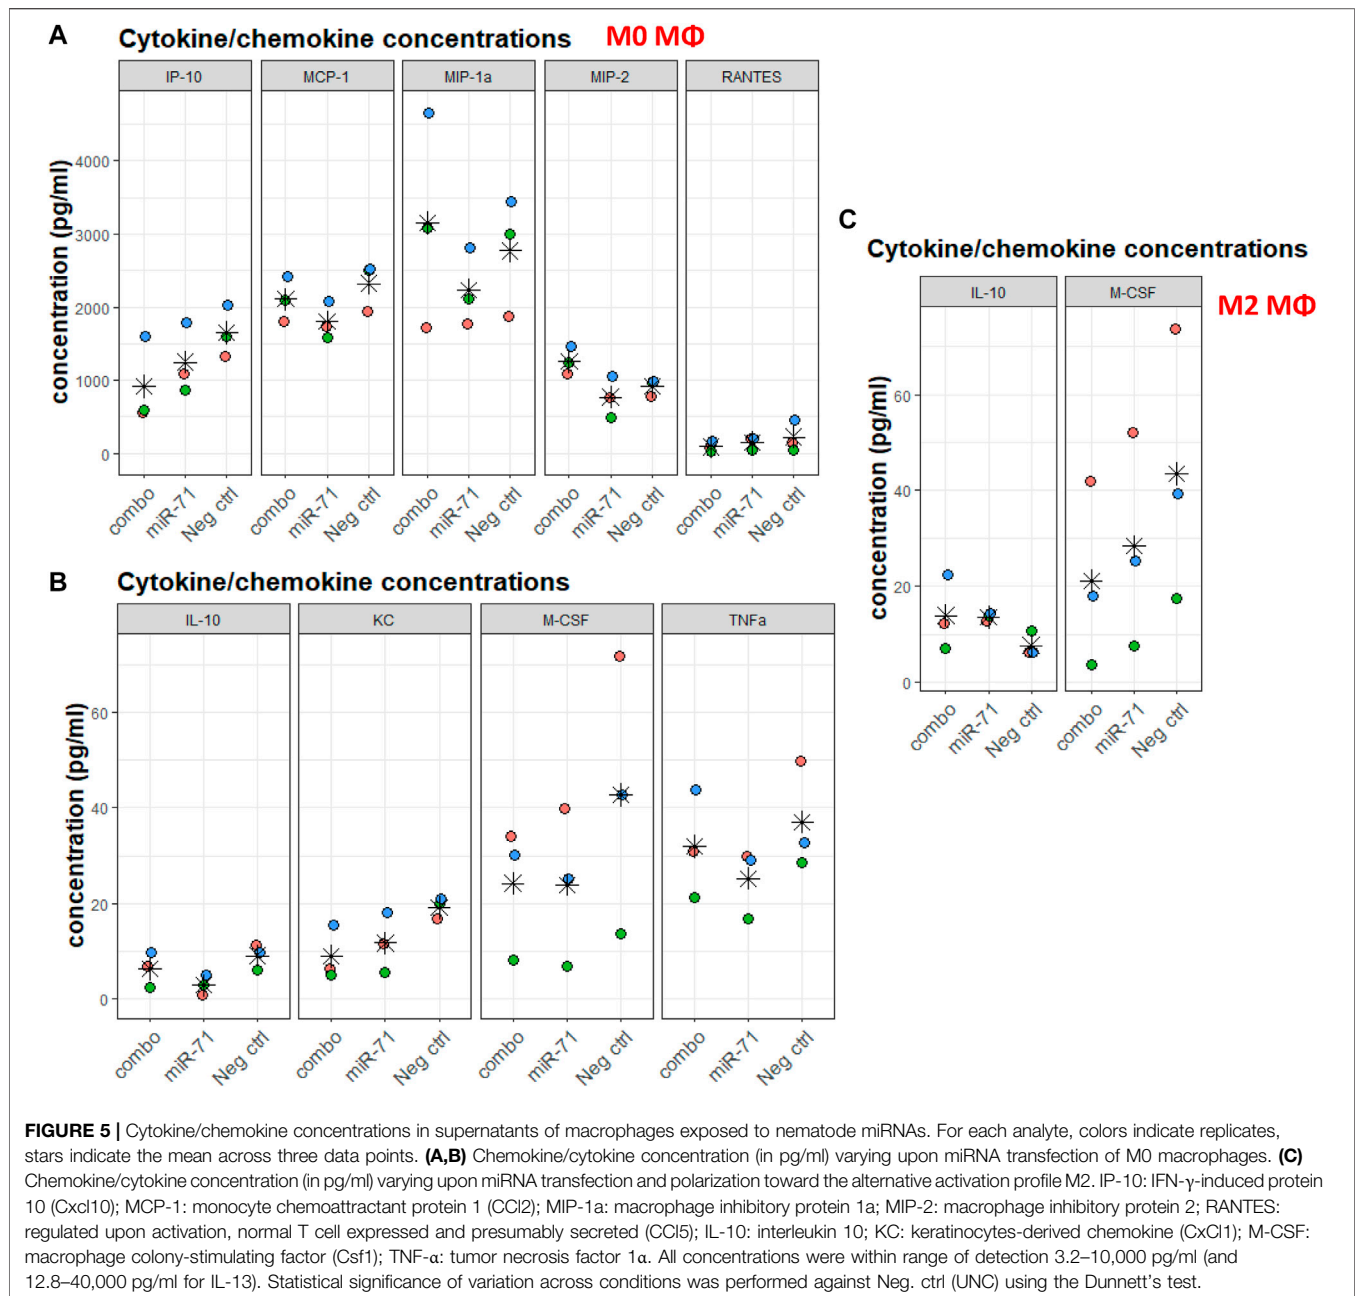 A
Cytokine/chemokine concentrations M0 MΦ
IP-10 MCP-1 MIP-1a MIP-2 RANTES
concentration (pg/ml)
4000
3000
2000
1000
0
combo miR-71 Neg ctrl combo miR-71 Neg ctrl combo miR-71 Neg ctrl combo miR-71 Neg ctrl combo miR-71 Neg ctrl
B
Cytokine/chemokine concentrations
IL-10 KC M-CSF TNFa
concentration (pg/ml)
60
40
20
0
combo miR-71 Neg ctrl combo miR-71 Neg ctrl combo miR-71 Neg ctrl combo miR-71 Neg ctrl
C
Cytokine/chemokine concentrations
IL-10 M-CSF
M2 MΦ
concentration (pg/ml)
60
40
20
0
combo miR-71 Neg ctrl combo miR-71 Neg ctrl
FIGURE 5 | Cytokine/chemokine concentrations in supernatants of macrophages exposed to nematode miRNAs. For each analyte, colors indicate replicates,
stars indicate the mean across three data points. (A,B) Chemokine/cytokine concentration (in pg/ml) varying upon miRNA transfection of M0 macrophages. (C)
Chemokine/cytokine concentration (in pg/ml) varying upon miRNA transfection and polarization toward the alternative activation profile M2. IP-10: IFN-γ-induced protein
10 (Cxcl10); MCP-1: monocyte chemoattractant protein 1 (CCl2); MIP-1a: macrophage inhibitory protein 1a; MIP-2: macrophage inhibitory protein 2; RANTES:
regulated upon activation, normal T cell expressed and presumably secreted (CCl5); IL-10: interleukin 10; KC: keratinocytes-derived chemokine (CxCl1); M-CSF:
macrophage colony-stimulating factor (Csf1); TNF-α: tumor necrosis factor 1α. All concentrations were within range of detection 3.2–10,000 pg/ml (and
12.8–40,000 pg/ml for IL-13). Statistical significance of variation across conditions was performed against Neg. ctrl (UNC) using the Dunnett's test.